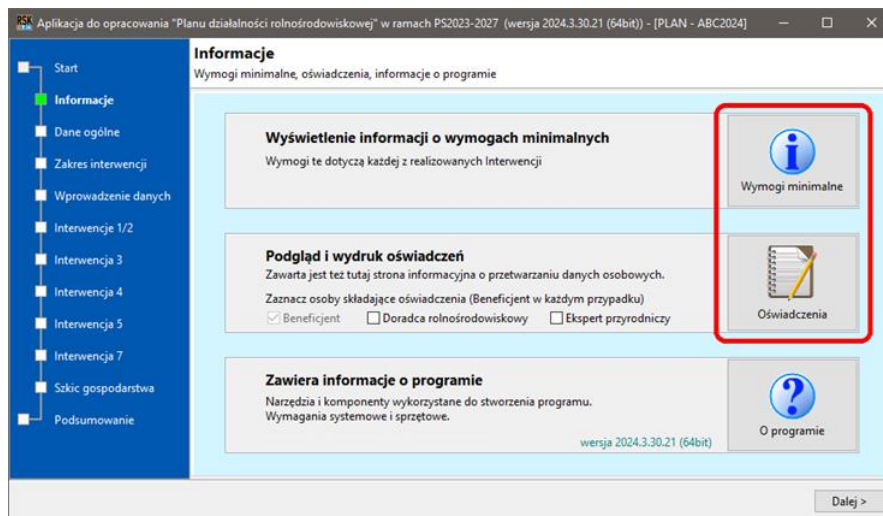 RSK Aplikacja do opracowania "Planu działalności rolnośrodowiskowej" w ramach PS2023-2027 (wersja 2024.3.30.21 (64bit)) - [PLAN - ABC2024]
Start
Informacje
Dane ogólne
Zakres interwencji
Wprowadzenie danych
Interwencje 1/2
Interwencja 3
Interwencja 4
Interwencja 5
Interwencja 7
Szkic gospodarstwa
Podsumowanie
Informacje
Wymogi minimalne, oświadczenia, informacje o programie
Wyświetlenie informacji o wymogach minimalnych
Wymogi te dotyczą każdej z realizowanych Interwencji
Wymogi minimalne
Podgląd i wydruk oświadczeń
Zawarta jest też tutaj strona informacyjna o przetwarzaniu danych osobowych.
Zaznacz osoby składające oświadczenia (Beneficjent w każdym przypadku)
Beneficjent Doradca rolnośrodowiskowy Ekspert przyrodniczy
Oświadczenia
Zawiera informacje o programie
Narzędzia i komponenty wykorzystane do stworzenia programu.
Wymagania systemowe i sprzętowe.
wersja 2024.3.30.21 (64bit)
O programie
Dalej >